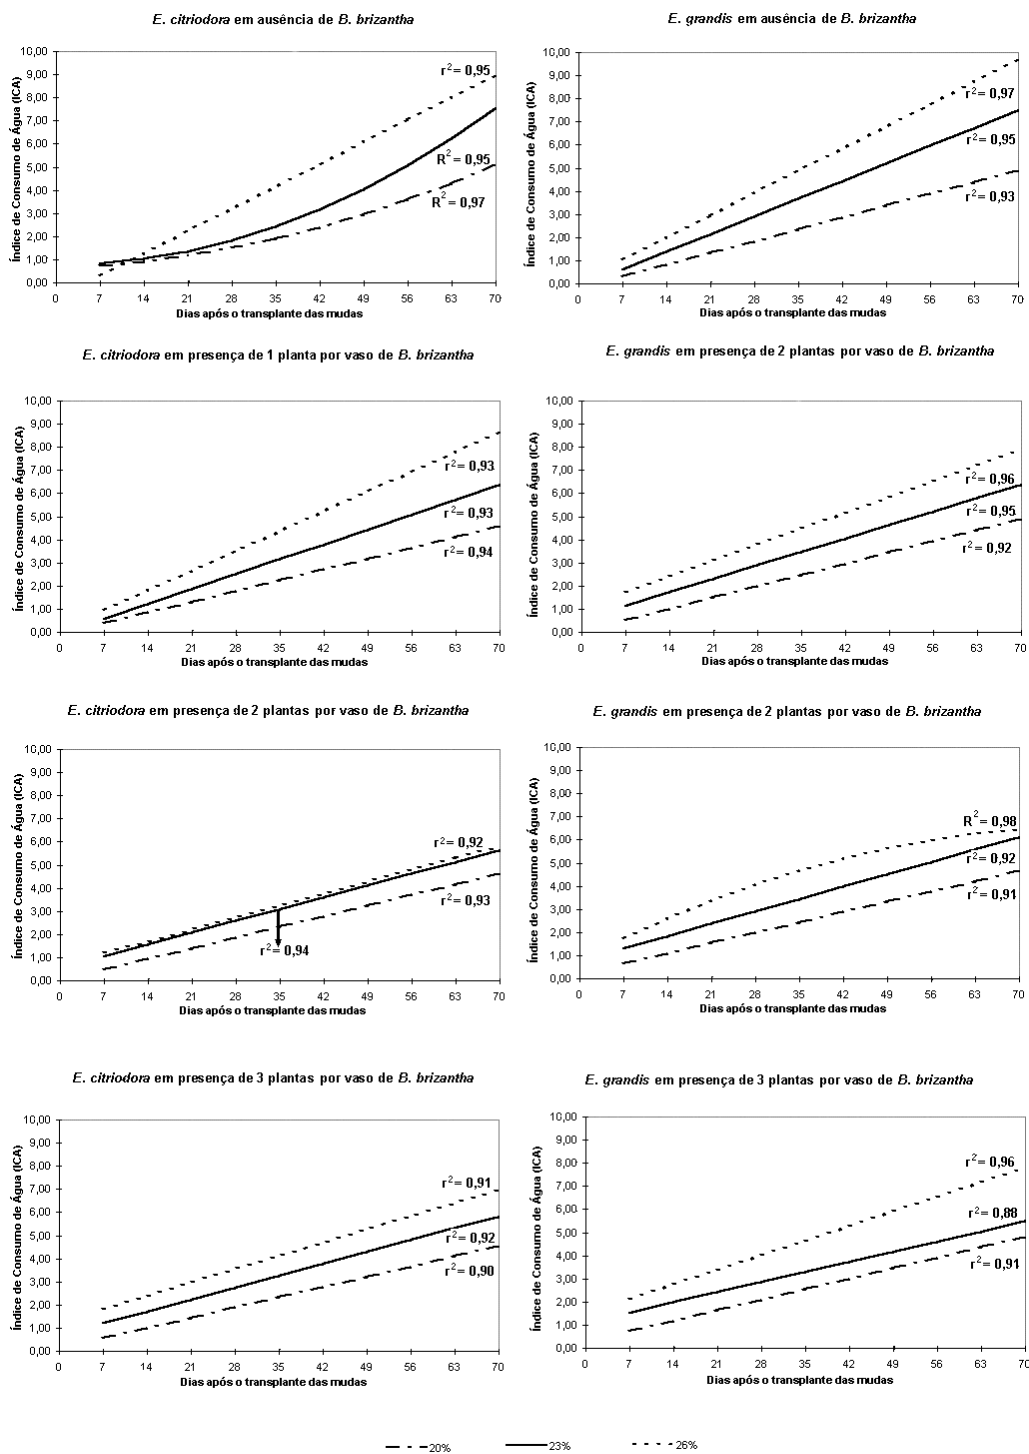 E. citriodora em ausência de B. brizantha
Índice de Consumo de Água (ICA)
10,00
9,00
8,00
7,00
6,00
5,00
4,00
3,00
2,00
1,00
0,00
r2= 0,95
R2= 0,95
R2= 0,97
0 7 14 21 28 35 42 49 56 63 70
Dias após o transplante das mudas
E. grandis em ausência de B. brizantha
Índice de Consumo de Água (ICA)
10,00
9,00
8,00
7,00
6,00
5,00
4,00
3,00
2,00
1,00
0,00
r2= 0,97
r2= 0,95
r2= 0,93
0 7 14 21 28 35 42 49 56 63 70
Dias após o transplante das mudas
E. citriodora em presença de 1 planta por vaso de B. brizantha
Índice de Consumo de Água (ICA)
10,00
9,00
8,00
7,00
6,00
5,00
4,00
3,00
2,00
1,00
0,00
r2= 0,93
r2= 0,93
r2= 0,94
0 7 14 21 28 35 42 49 56 63 70
Dias após o transplante das mudas
E. grandis em presença de 2 plantas por vaso de B. brizantha
Índice de Consumo de Água (ICA)
10,00
9,00
8,00
7,00
6,00
5,00
4,00
3,00
2,00
1,00
0,00
r2= 0,96
r2= 0,95
r2= 0,92
0 7 14 21 28 35 42 49 56 63 70
Dias após o transplante das mudas
E. citriodora em presença de 2 plantas por vaso de B. brizantha
Índice de Consumo de Água (ICA)
10,00
9,00
8,00
7,00
6,00
5,00
4,00
3,00
2,00
1,00
0,00
r2= 0,92
r2= 0,93
r2= 0,94
0 7 14 21 28 35 42 49 56 63 70
Dias após o transplante das mudas
E. grandis em presença de 2 plantas por vaso de B. brizantha
Índice de Consumo de Água (ICA)
10,00
9,00
8,00
7,00
6,00
5,00
4,00
3,00
2,00
1,00
0,00
R2= 0,98
r2= 0,92
r2= 0,91
0 7 14 21 28 35 42 49 56 63 70
Dias após o transplante das mudas
E. citriodora em presença de 3 plantas por vaso de B. brizantha
Índice de Consumo de Água (ICA)
10,00
9,00
8,00
7,00
6,00
5,00
4,00
3,00
2,00
1,00
0,00
r2= 0,91
r2= 0,92
r2= 0,90
0 7 14 21 28 35 42 49 56 63 70
Dias após o transplante das mudas
E. grandis em presença de 3 plantas por vaso de B. brizantha
Índice de Consumo de Água (ICA)
10,00
9,00
8,00
7,00
6,00
5,00
4,00
3,00
2,00
1,00
0,00
r2= 0,96
r2= 0,88
r2= 0,91
0 7 14 21 28 35 42 49 56 63 70
Dias após o transplante das mudas
20% 23% 26%